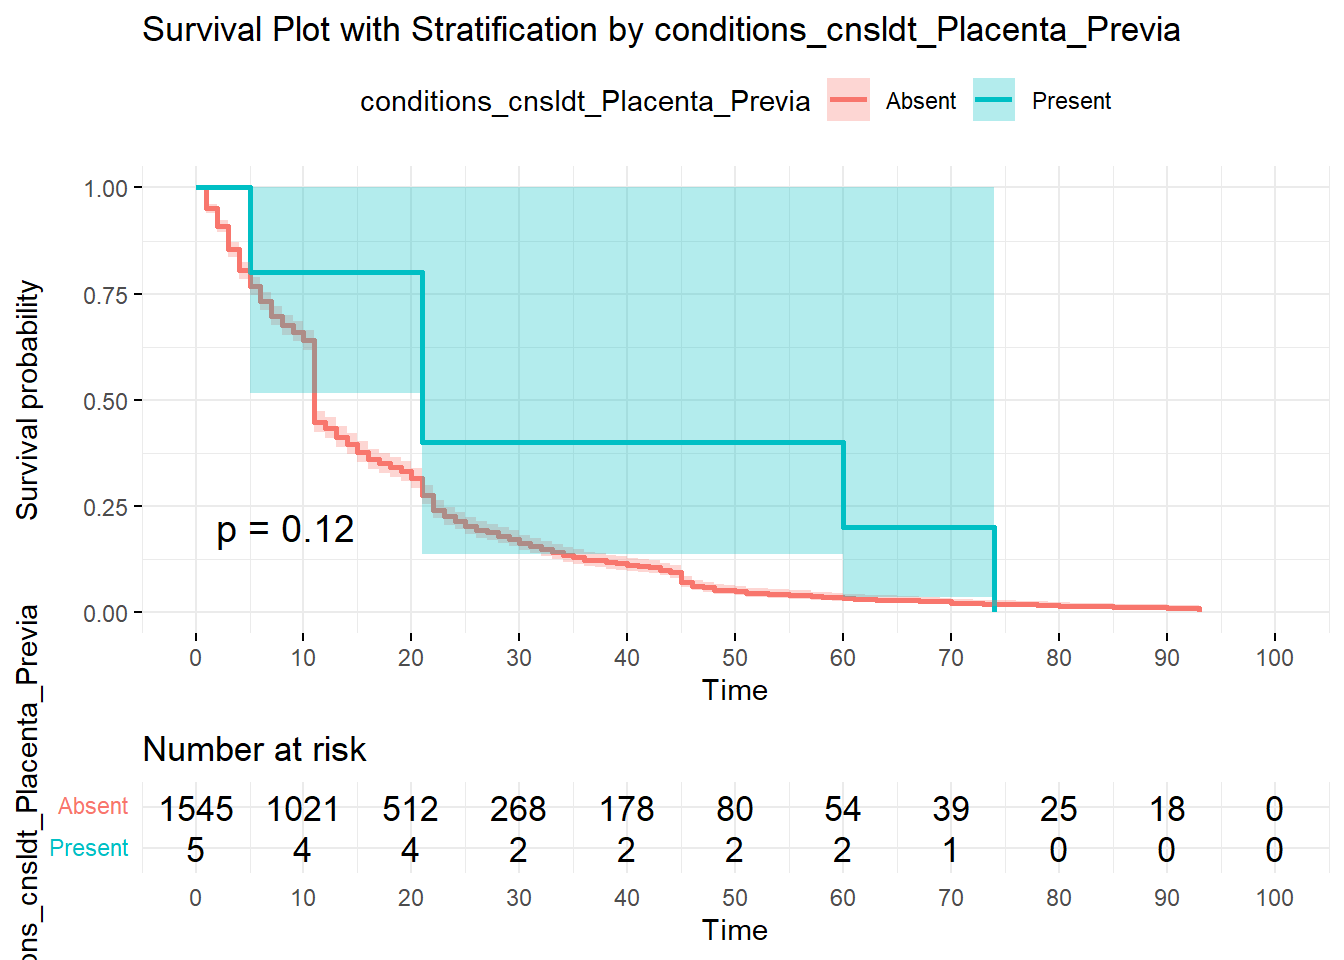 Survival Plot with Stratification by conditions_cnsldt_Placenta_Previa
conditions_cnsldt_Placenta_Previa Absent Present
Survival probability
1.00
0.75
0.50
0.25
0.00
p = 0.12
0 10 20 30 40 50 60 70 80 90 100
Time
Number at risk
ons_cnsldt_Placenta_Previa
Absent 1545 1021 512 268 178 80 54 39 25 18 0
Present 5 4 4 2 2 2 2 1 0 0 0
0 10 20 30 40 50 60 70 80 90 100
Time